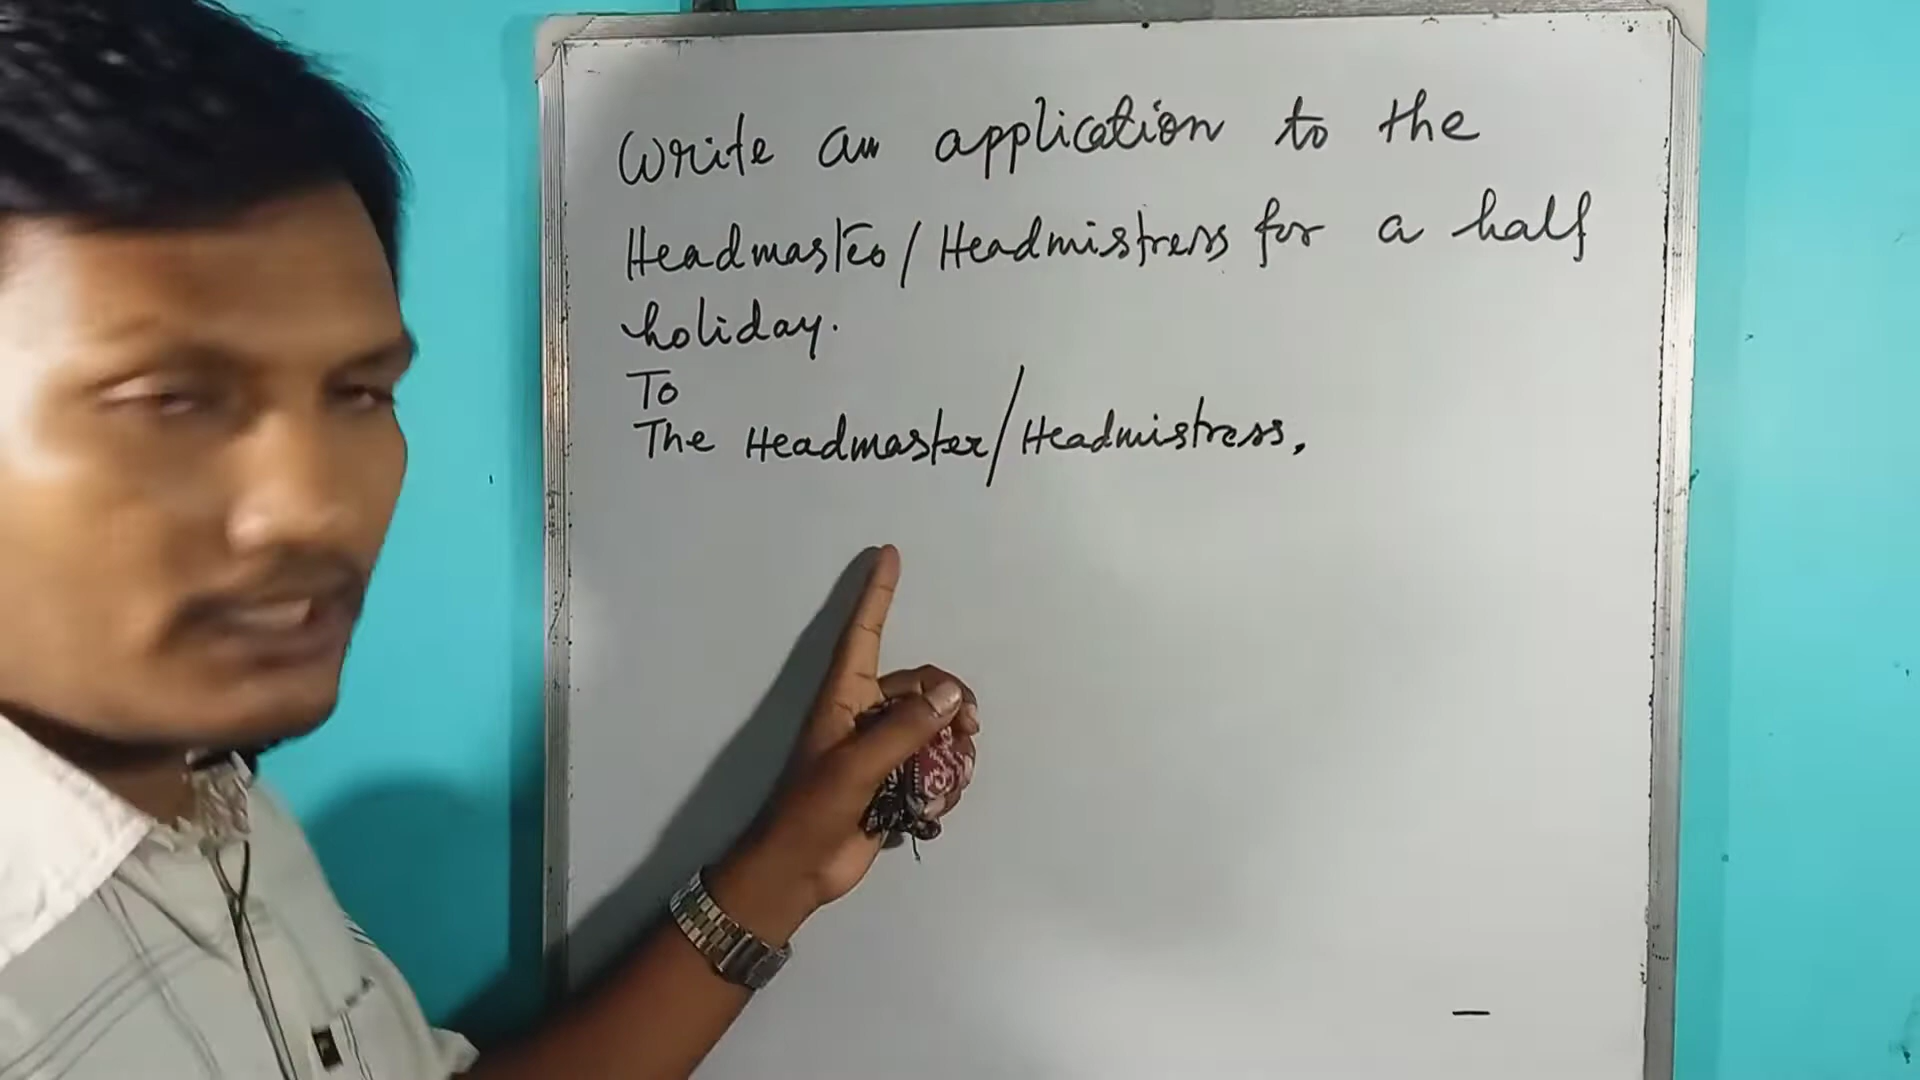 Write an application to the
Headmaster/Headmistress for a half
holiday.
To
The Headmaster/Headmistress,